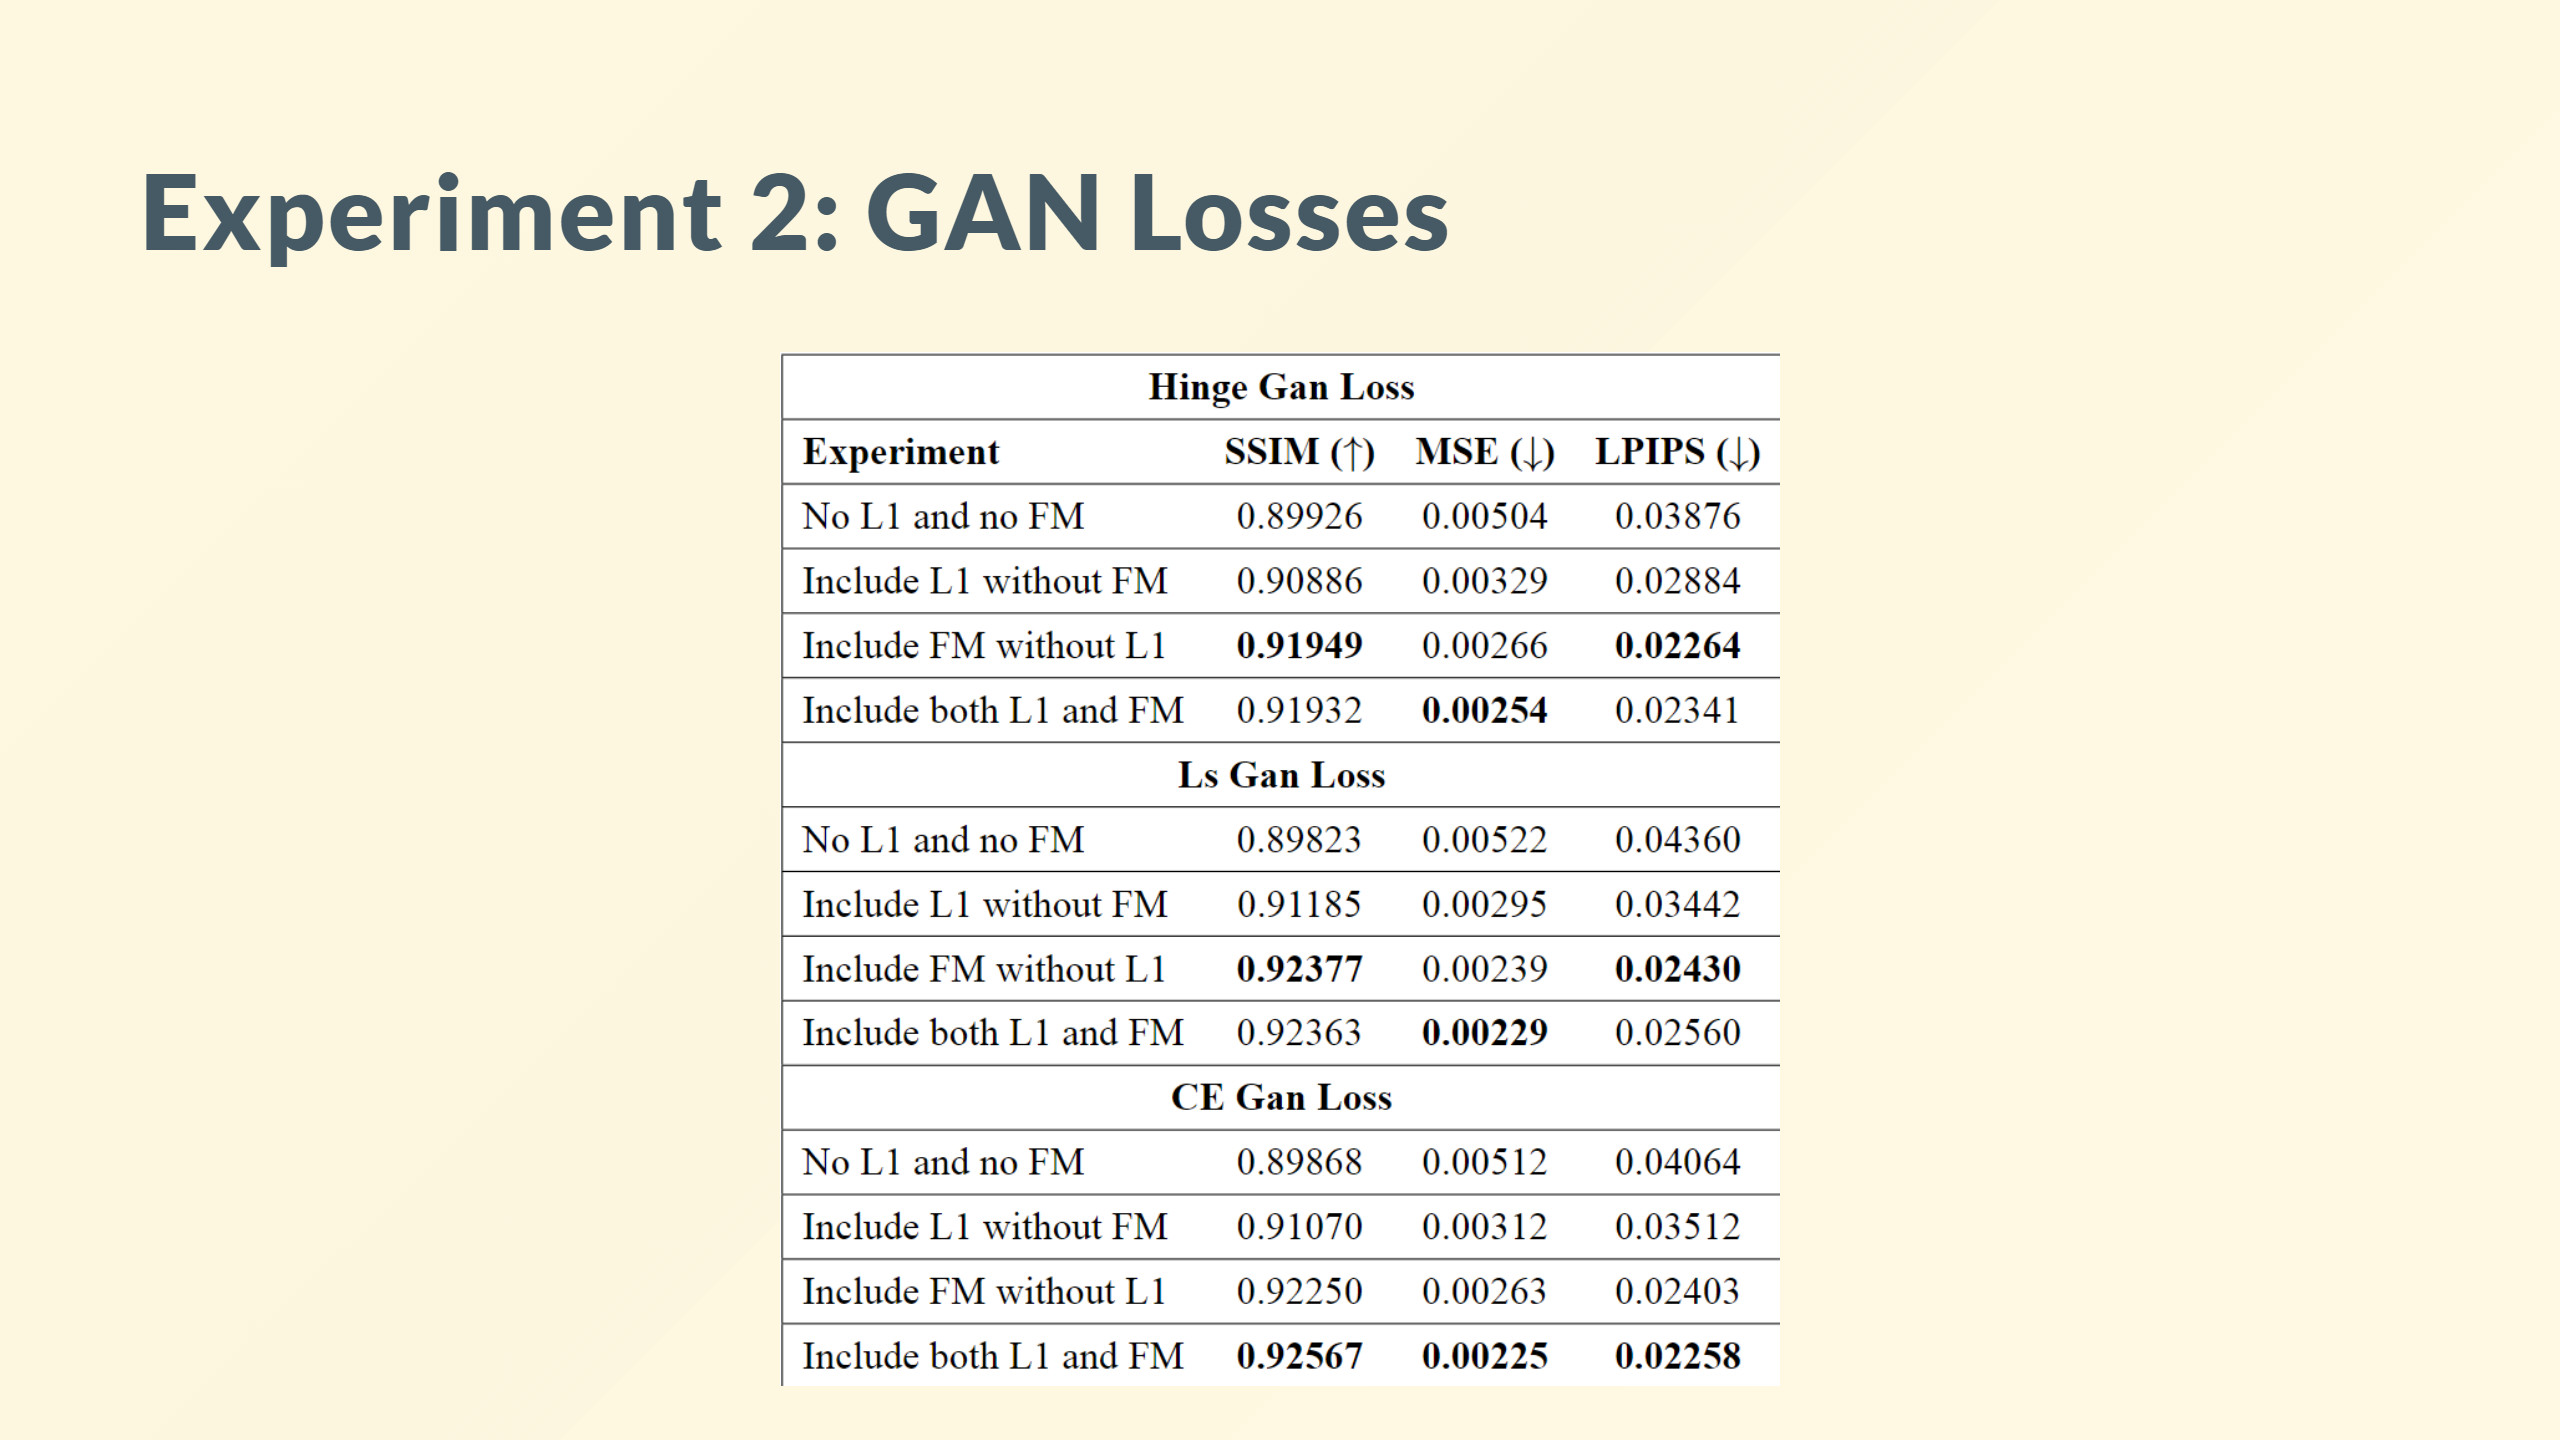 Experiment 2: GAN Losses
Hinge Gan Loss
Experiment SSIM (↑) MSE (↓) LPIPS (↓)
No L1 and no FM 0.89926 0.00504 0.03876
Include L1 without FM 0.90886 0.00329 0.02884
Include FM without L1 0.91949 0.00266 0.02264
Include both L1 and FM 0.91932 0.00254 0.02341
Ls Gan Loss
No L1 and no FM 0.89823 0.00522 0.04360
Include L1 without FM 0.91185 0.00295 0.03442
Include FM without L1 0.92377 0.00239 0.02430
Include both L1 and FM 0.92363 0.00229 0.02560
CE Gan Loss
No L1 and no FM 0.89868 0.00512 0.04064
Include L1 without FM 0.91070 0.00312 0.03512
Include FM without L1 0.92250 0.00263 0.02403
Include both L1 and FM 0.92567 0.00225 0.02258